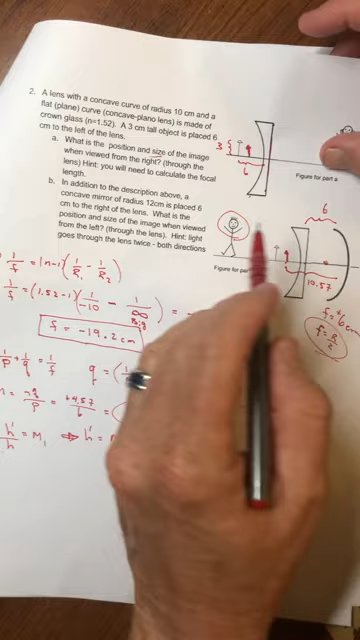 2. A lens with a concave curve of radius 10 cm and a
flat (plane) curve (concave-plano lens) is made of
crown glass (n=1.52). A 3 cm tall object is placed 6
cm to the left of the lens.
a. What is the position and size of the image
when viewed from the right? (through the
lens) Hint: you will need to calculate the focal
length.
b. In addition to the description above, a
concave mirror of radius 12cm is placed 6
cm to the right of the lens. What is the
position and size of the image when viewed
from the left? (through the lens). Hint: light
goes through the lens twice - both directions
3
6
Figure for part a
6
10.57
Figure for par
f=+6cm
f=R/2
1/f = (n-1)(1/R1 - 1/R2)
1/f = (1.52-1)(1/-10 - 1/∞) = -
f = -19.2cm
1/p + 1/q = 1/f q = (1
= +4.57/6 = (
h'/h = M1 ⇒ h' =